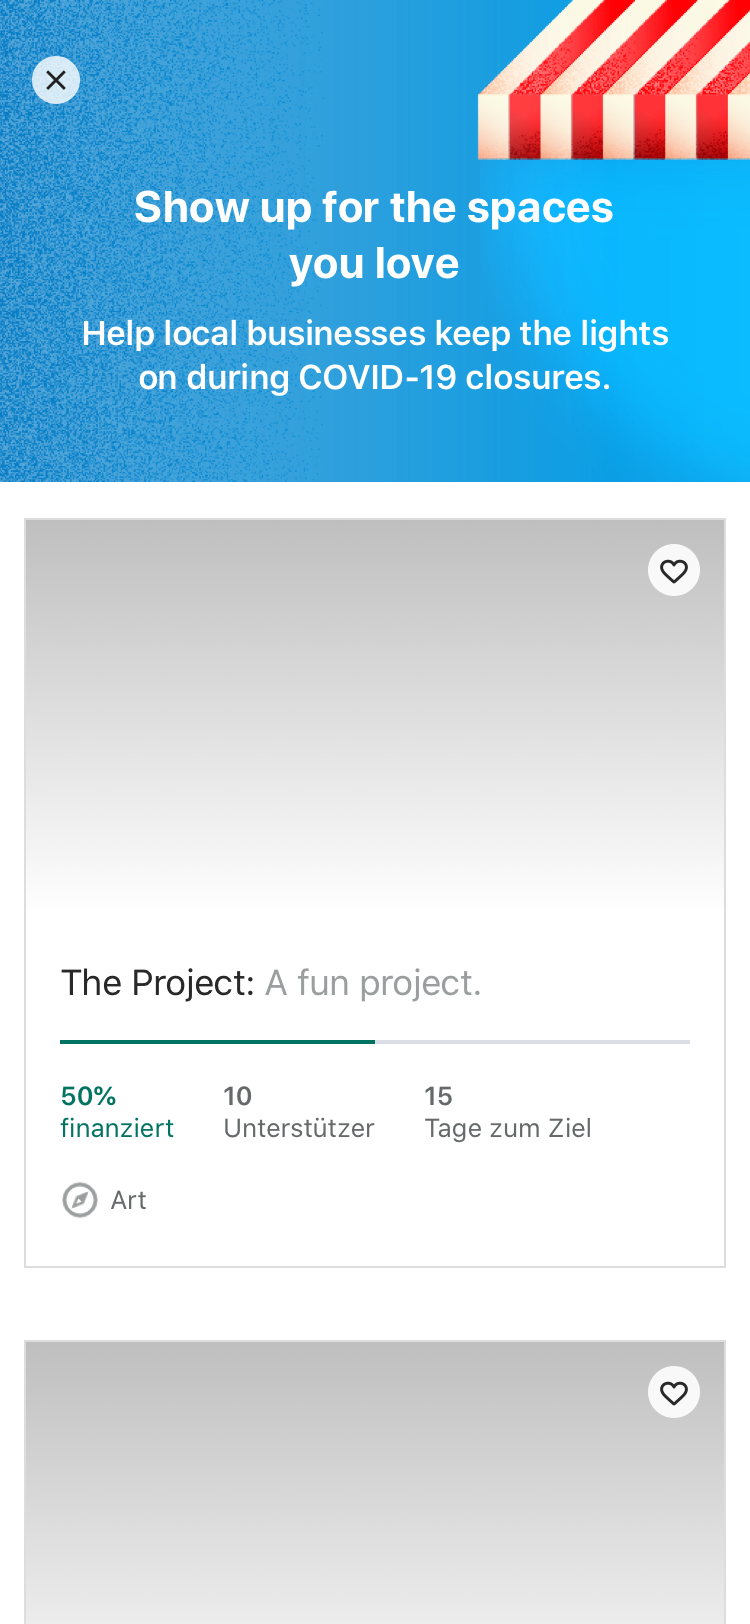 Show up for the spaces
you love
Help local businesses keep the lights
on during COVID-19 closures.
The Project: A fun project.
50%
finanziert
10
Unterstützer
15
Tage zum Ziel
Art